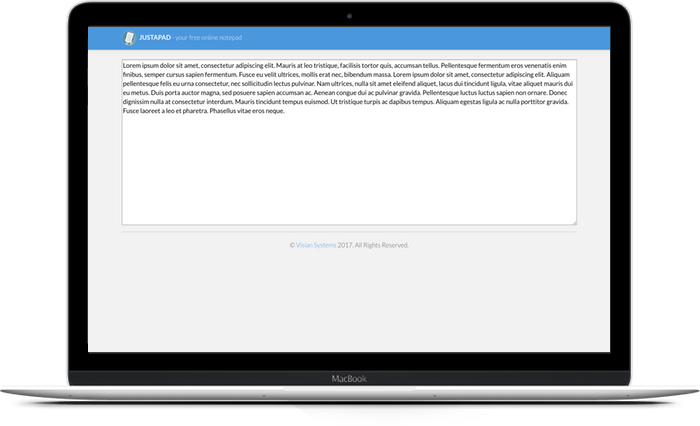 JUSTAPAD - your free online notepad
Lorem ipsum dolor sit amet, consectetur adipiscing elit. Mauris at leo tristique, facilisis tortor quis, accumsan tellus. Pellentesque fermentum eros venenatis enim
finibus, semper cursus sapien fermentum. Fusce eu velit ultrices, mollis erat nec, bibendum massa. Lorem ipsum dolor sit amet, consectetur adipiscing elit. Aliquam
pellentesque felis eu urna consectetur, nec sollicitudin lectus pulvinar. Nam ultrices, nulla sit amet eleifend aliquet, lacus dui tincidunt ligula, vitae aliquet mauris dui
eu metus. Duis porta auctor magna, sed posuere sapien accumsan ac. Aenean congue dui ac pulvinar gravida. Pellentesque luctus luctus sapien non ornare. Donec
dignissim nulla at consectetur interdum. Mauris tincidunt tempus euismod. Ut tristique turpis ac dapibus tempus. Aliquam egestas ligula ac nulla porttitor gravida.
Fusce laoreet a leo et pharetra. Phasellus vitae eros neque.
© Visian Systems 2017. All Rights Reserved.
MacBook